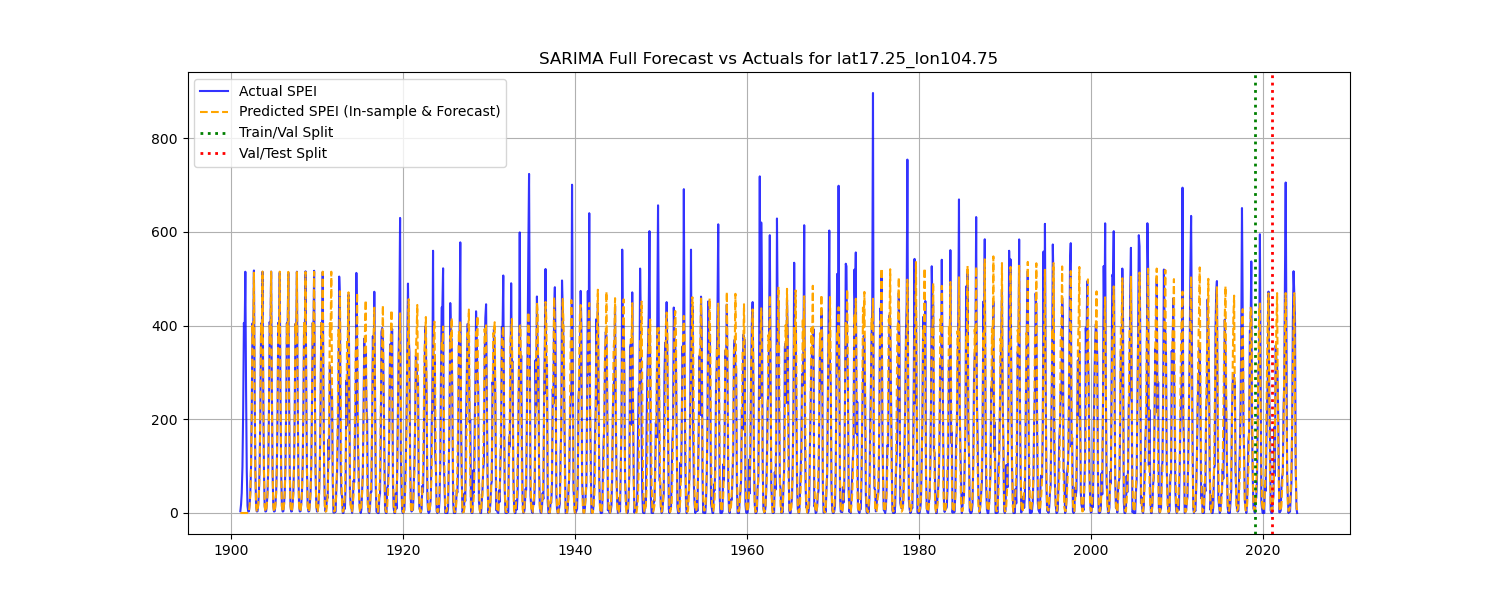 SARIMA Full Forecast vs Actuals for lat17.25_lon104.75
Actual SPEI
Predicted SPEI (In-sample & Forecast)
Train/Val Split
Val/Test Split
800
600
400
200
0
1900 1920 1940 1960 1980 2000 2020